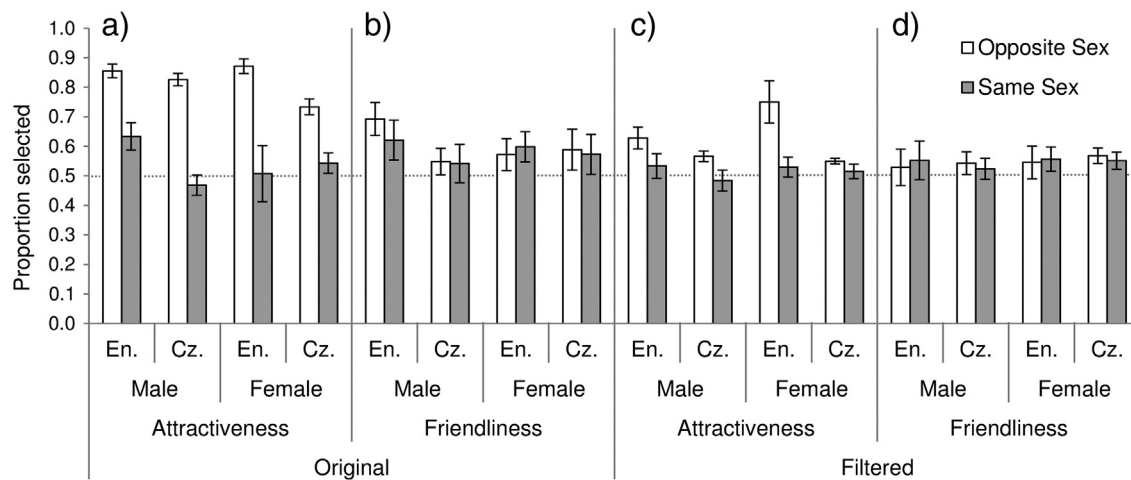 a) b) c) d)
Opposite Sex
Same Sex
Proportion selected
1.0
0.9
0.8
0.7
0.6
0.5
0.4
0.3
0.2
0.1
0.0
En. Cz. En. Cz. En. Cz. En. Cz. En. Cz. En. Cz. En. Cz. En. Cz.
Male Female Male Female Male Female Male Female
Attractiveness Friendliness Attractiveness Friendliness
Original Filtered